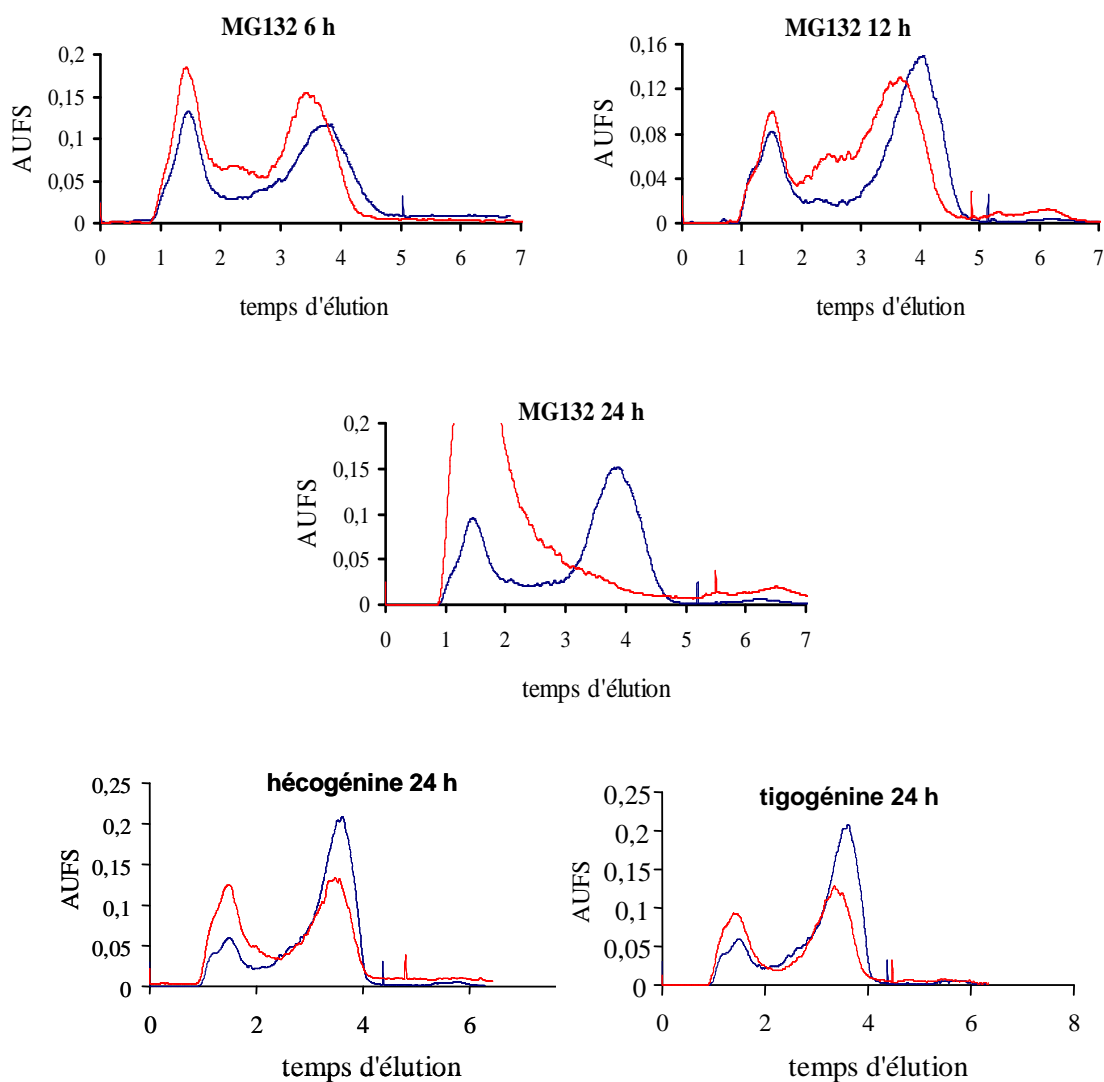 MG132 6 h
0,2
0,15
0,1
0,05
0
AUFS
0 1 2 3 4 5 6 7
temps d'élution
MG132 12 h
0,16
0,12
0,08
0,04
0
AUFS
0 1 2 3 4 5 6 7
temps d'élution
MG132 24 h
0,2
0,15
0,1
0,05
0
AUFS
0 1 2 3 4 5 6 7
temps d'élution
hécogénine 24 h
0,25
0,2
0,15
0,1
0,05
0
AUFS
0 2 4 6
temps d'élution
tigogénine 24 h
0,25
0,2
0,15
0,1
0,05
0
AUFS
0 2 4 6 8
temps d'élution